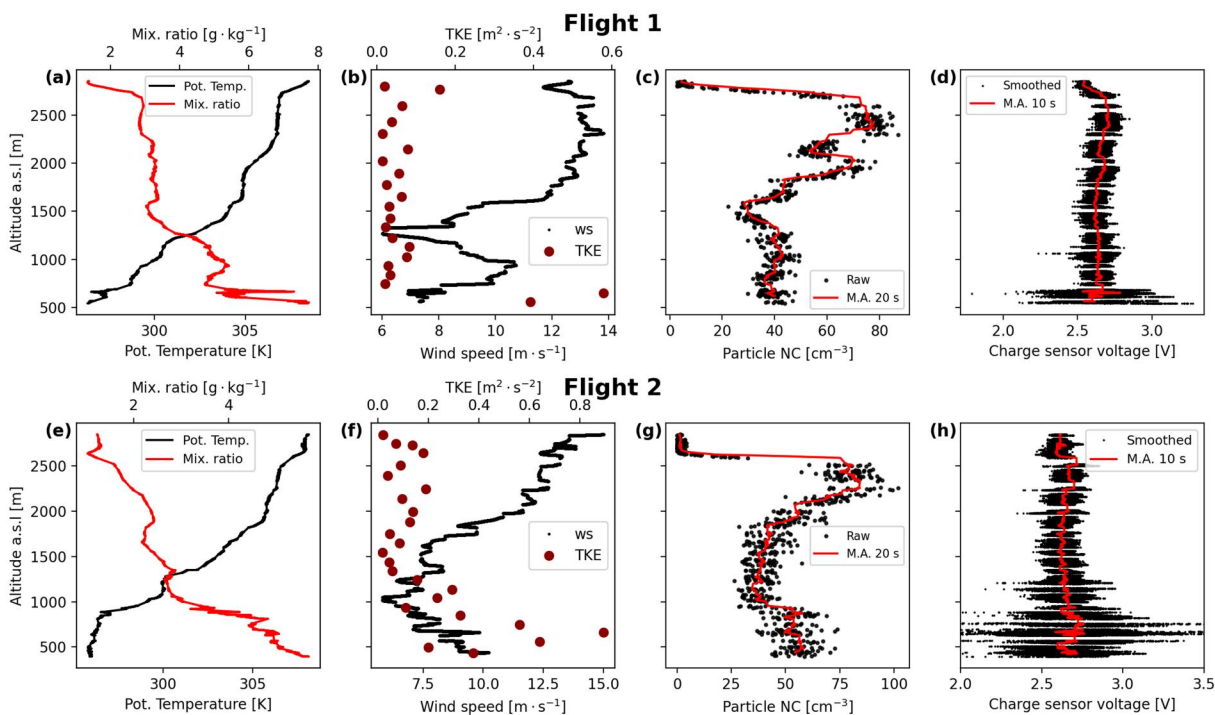 Flight 1
Mix. ratio [g · kg⁻¹]
2 4 6 8
TKE [m² · s⁻²]
0.0 0.2 0.4 0.6
(a)
Pot. Temp.
Mix. ratio
(b)
ws
TKE
(c)
Raw
M.A. 20 s
(d)
Smoothed
M.A. 10 s
Altitude a.s.l [m]
2500
2000
1500
1000
500
300 305
Pot. Temperature [K]
6 8 10 12 14
Wind speed [m · s⁻¹]
0 20 40 60 80
Particle NC [cm⁻³]
2.0 2.5 3.0
Charge sensor voltage [V]
Flight 2
Mix. ratio [g · kg⁻¹]
2 4
TKE [m² · s⁻²]
0.0 0.2 0.4 0.6 0.8
(e)
Pot. Temp.
Mix. ratio
(f)
ws
TKE
(g)
Raw
M.A. 20 s
(h)
Smoothed
M.A. 10 s
Altitude a.s.l [m]
2500
2000
1500
1000
500
300 305
Pot. Temperature [K]
7.5 10.0 12.5 15.0
Wind speed [m · s⁻¹]
0 25 50 75 100
Particle NC [cm⁻³]
2.0 2.5 3.0 3.5
Charge sensor voltage [V]